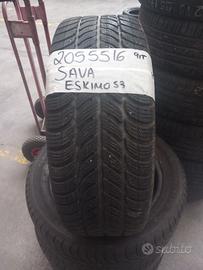 2055516 91T
SAVA
ESKIMO S3
subito